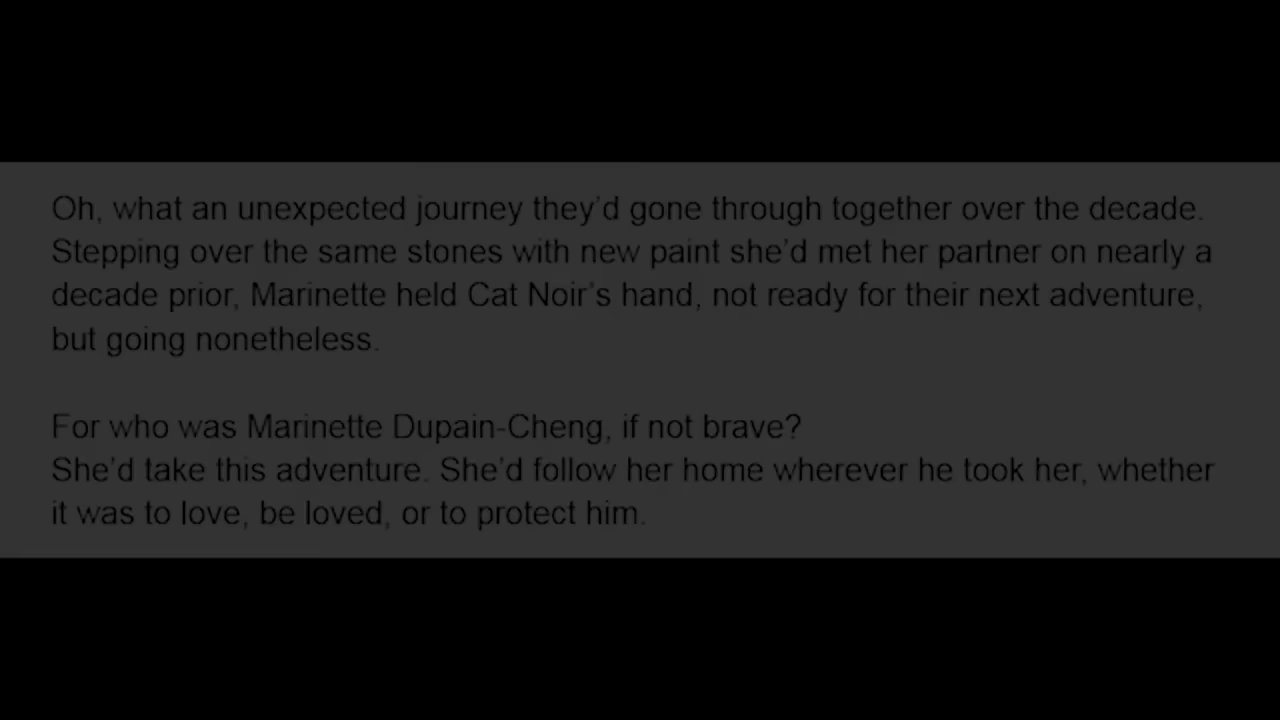 Oh, what an unexpected journey they'd gone through together over the decade.
Stepping over the same stones with new paint she'd met her partner on nearly a
decade prior, Marinette held Cat Noir's hand, not ready for their next adventure,
but going nonetheless.
For who was Marinette Dupain-Cheng, if not brave?
She'd take this adventure. She'd follow her home wherever he took her, whether
it was to love, be loved, or to protect him.